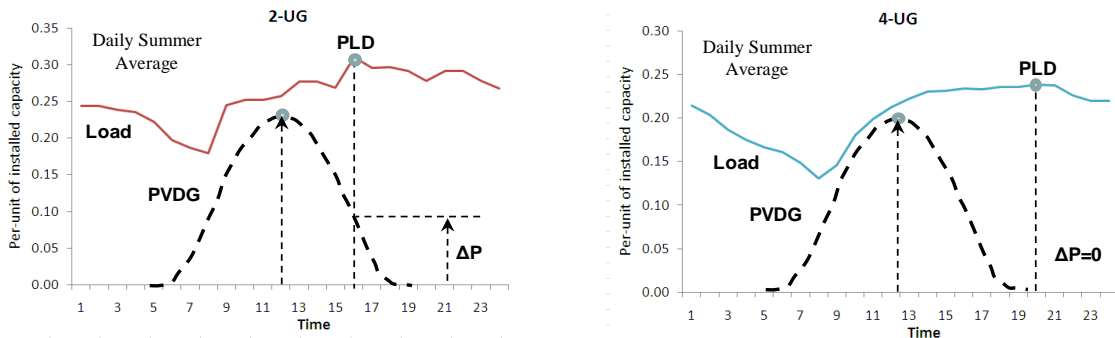 2-UG
Per-unit of installed capacity
0.35
0.30
0.25
0.20
0.15
0.10
0.05
0.00
Daily Summer
Average
PLD
Load
PVDG
ΔP
1 3 5 7 9 11 13 15 17 19 21 23
Time
4-UG
Per-unit of installed capacity
0.30
0.25
0.20
0.15
0.10
0.05
0.00
Daily Summer
Average
PLD
Load
PVDG
ΔP=0
1 3 5 7 9 11 13 15 17 19 21 23
Time